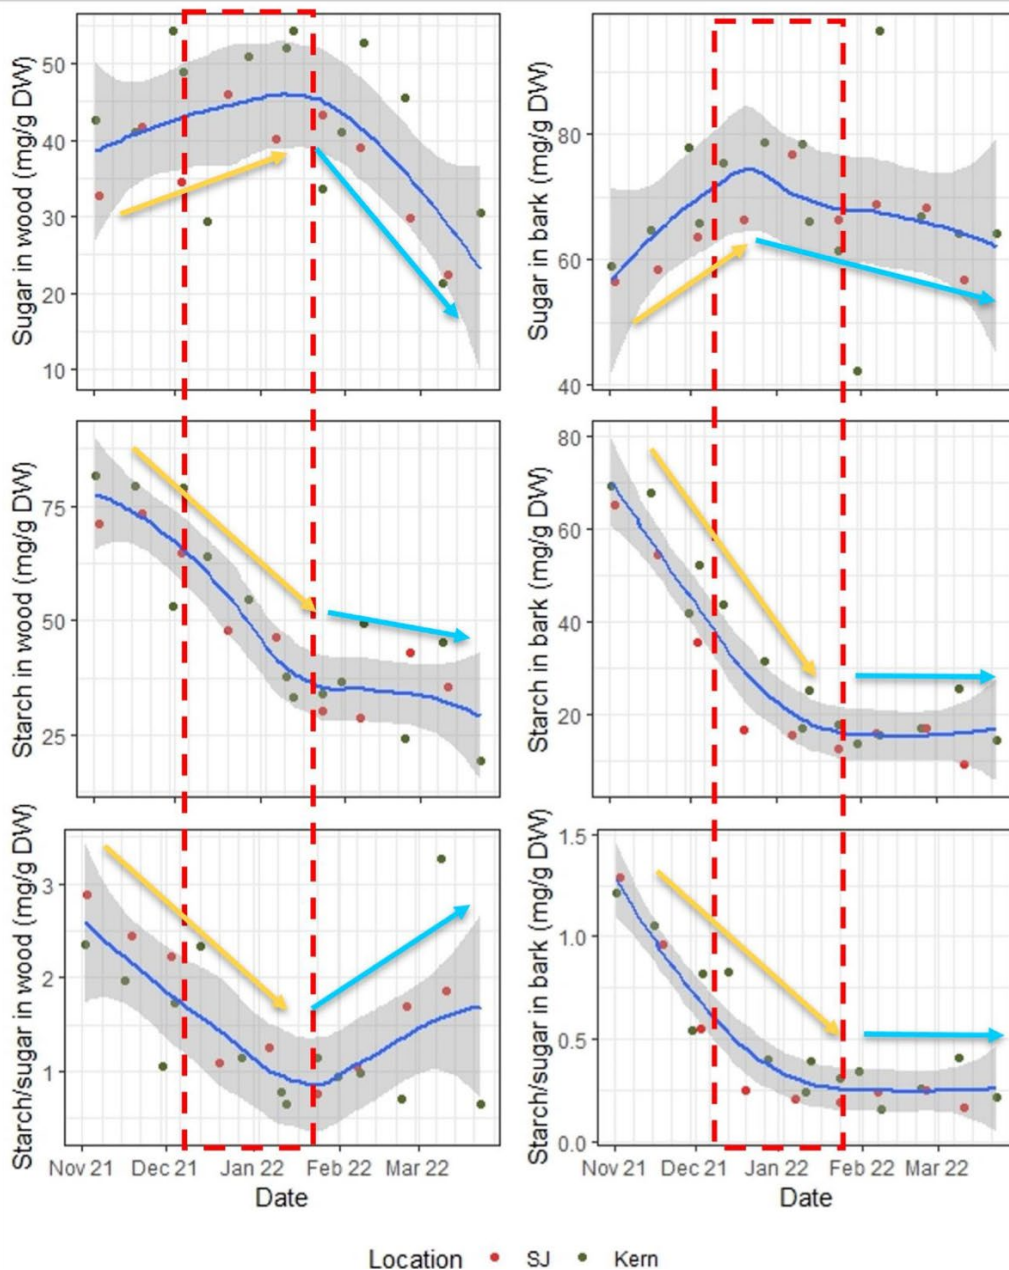 Sugar in wood (mg/g DW)
50
40
30
20
10
Sugar in bark (mg/g DW)
80
60
40
Starch in wood (mg/g DW)
75
50
25
Starch in bark (mg/g DW)
80
60
40
20
Starch/sugar in wood (mg/g DW)
3
2
1
Nov 21 Dec 21 Jan 22 Feb 22 Mar 22
Date
Starch/sugar in bark (mg/g DW)
1.5
1.0
0.5
0.0
Nov 21 Dec 21 Jan 22 Feb 22 Mar 22
Date
Location SJ Kern